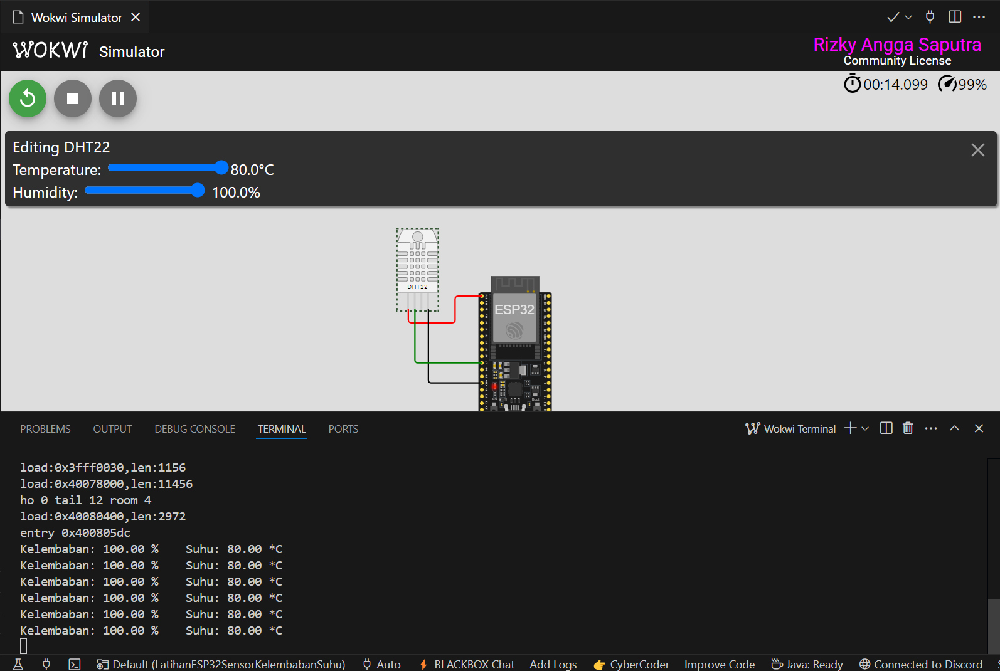 Wokwi Simulator
WOKWi Simulator
Rizky Angga Saputra
Community License
00:14.099 99%
Editing DHT22
Temperature: 80.0°C
Humidity: 100.0%
DHT22
ESP32
PROBLEMS OUTPUT DEBUG CONSOLE TERMINAL PORTS
Wokwi Terminal
load:0x3fff0030,len:1156
load:0x40078000,len:11456
ho 0 tail 12 room 4
load:0x40080400,len:2972
entry 0x400805dc
Kelembaban: 100.00 % Suhu: 80.00 *C
Kelembaban: 100.00 % Suhu: 80.00 *C
Kelembaban: 100.00 % Suhu: 80.00 *C
Kelembaban: 100.00 % Suhu: 80.00 *C
Kelembaban: 100.00 % Suhu: 80.00 *C
Kelembaban: 100.00 % Suhu: 80.00 *C
Default (LatihanESP32SensorKelembabanSuhu) Auto BLACKBOX Chat Add Logs CyberCoder Improve Code Java: Ready Connected to Discord